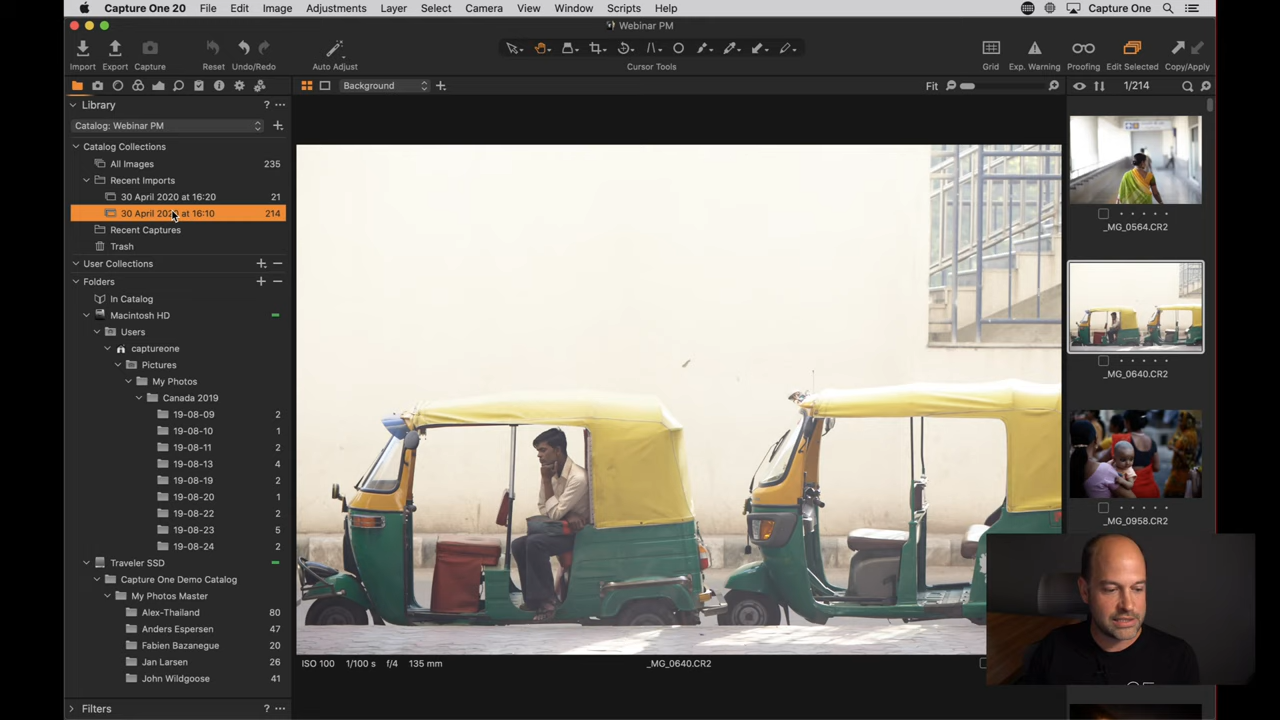 Capture One 20 File Edit Image Adjustments Layer Select Camera View Window Scripts Help Capture One
Webinar PM
Import Export Capture Reset Undo/Redo Auto Adjust Cursor Tools Grid Exp. Warning Proofing Edit Selected Copy/Apply
Background Fit 1/214
Library ?
Catalog: Webinar PM
Catalog Collections
All Images 235
Recent Imports
30 April 2020 at 16:20 21
30 April 2020 at 16:10 214
Recent Captures
Trash
User Collections
Folders
In Catalog
Macintosh HD
Users
captureone
Pictures
My Photos
Canada 2019
19-08-09 2
19-08-10 1
19-08-11 2
19-08-13 4
19-08-19 2
19-08-20 1
19-08-22 2
19-08-23 5
19-08-24 2
Traveler SSD
Capture One Demo Catalog
My Photos Master
Alex-Thailand 80
Anders Espersen 47
Fabien Bazanegue 20
Jan Larsen 26
John Wildgoose 41
Filters ?
ISO 100 1/100 s f/4 135 mm _MG_0640.CR2
_MG_0564.CR2
_MG_0640.CR2
_MG_0958.CR2